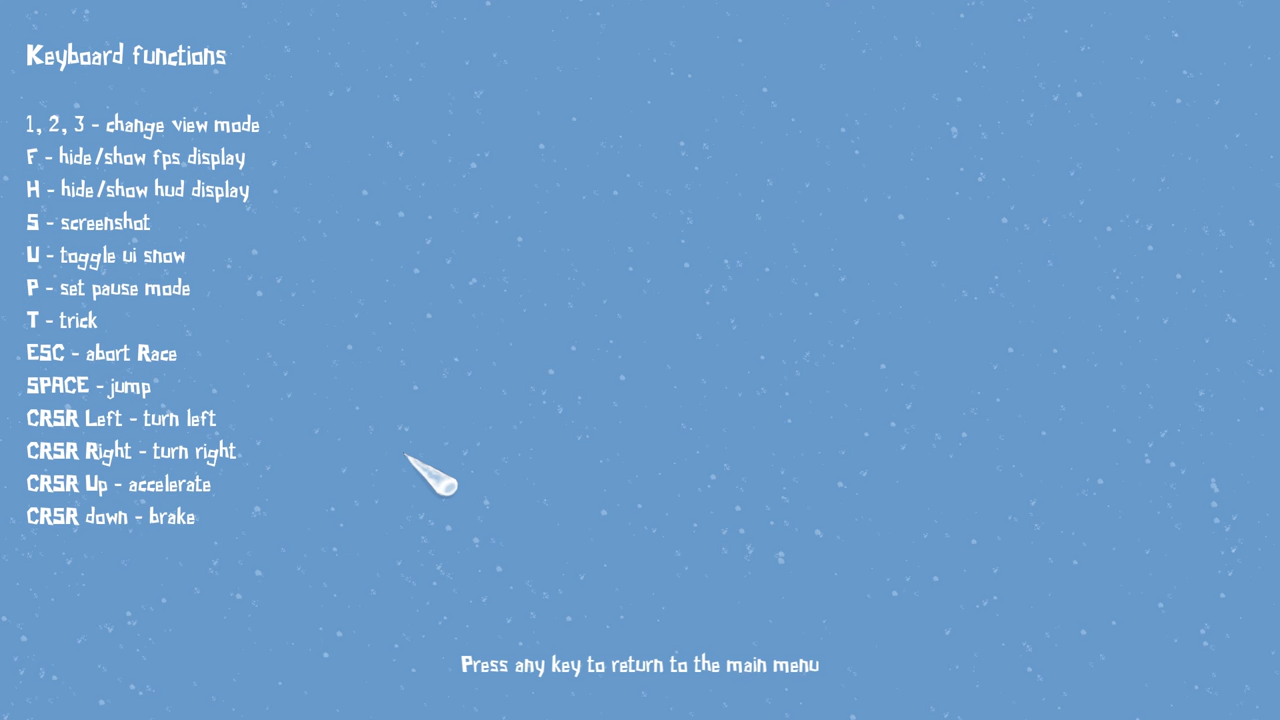 Keyboard functions
1, 2, 3 - change view mode
F - hide/show fps display
H - hide/show hud display
S - screenshot
U - toggle ui snow
P - set pause mode
T - trick
ESC - abort Race
SPACE - jump
CRSR Left - turn left
CRSR Right - turn right
CRSR Up - accelerate
CRSR down - brake
Press any key to return to the main menu